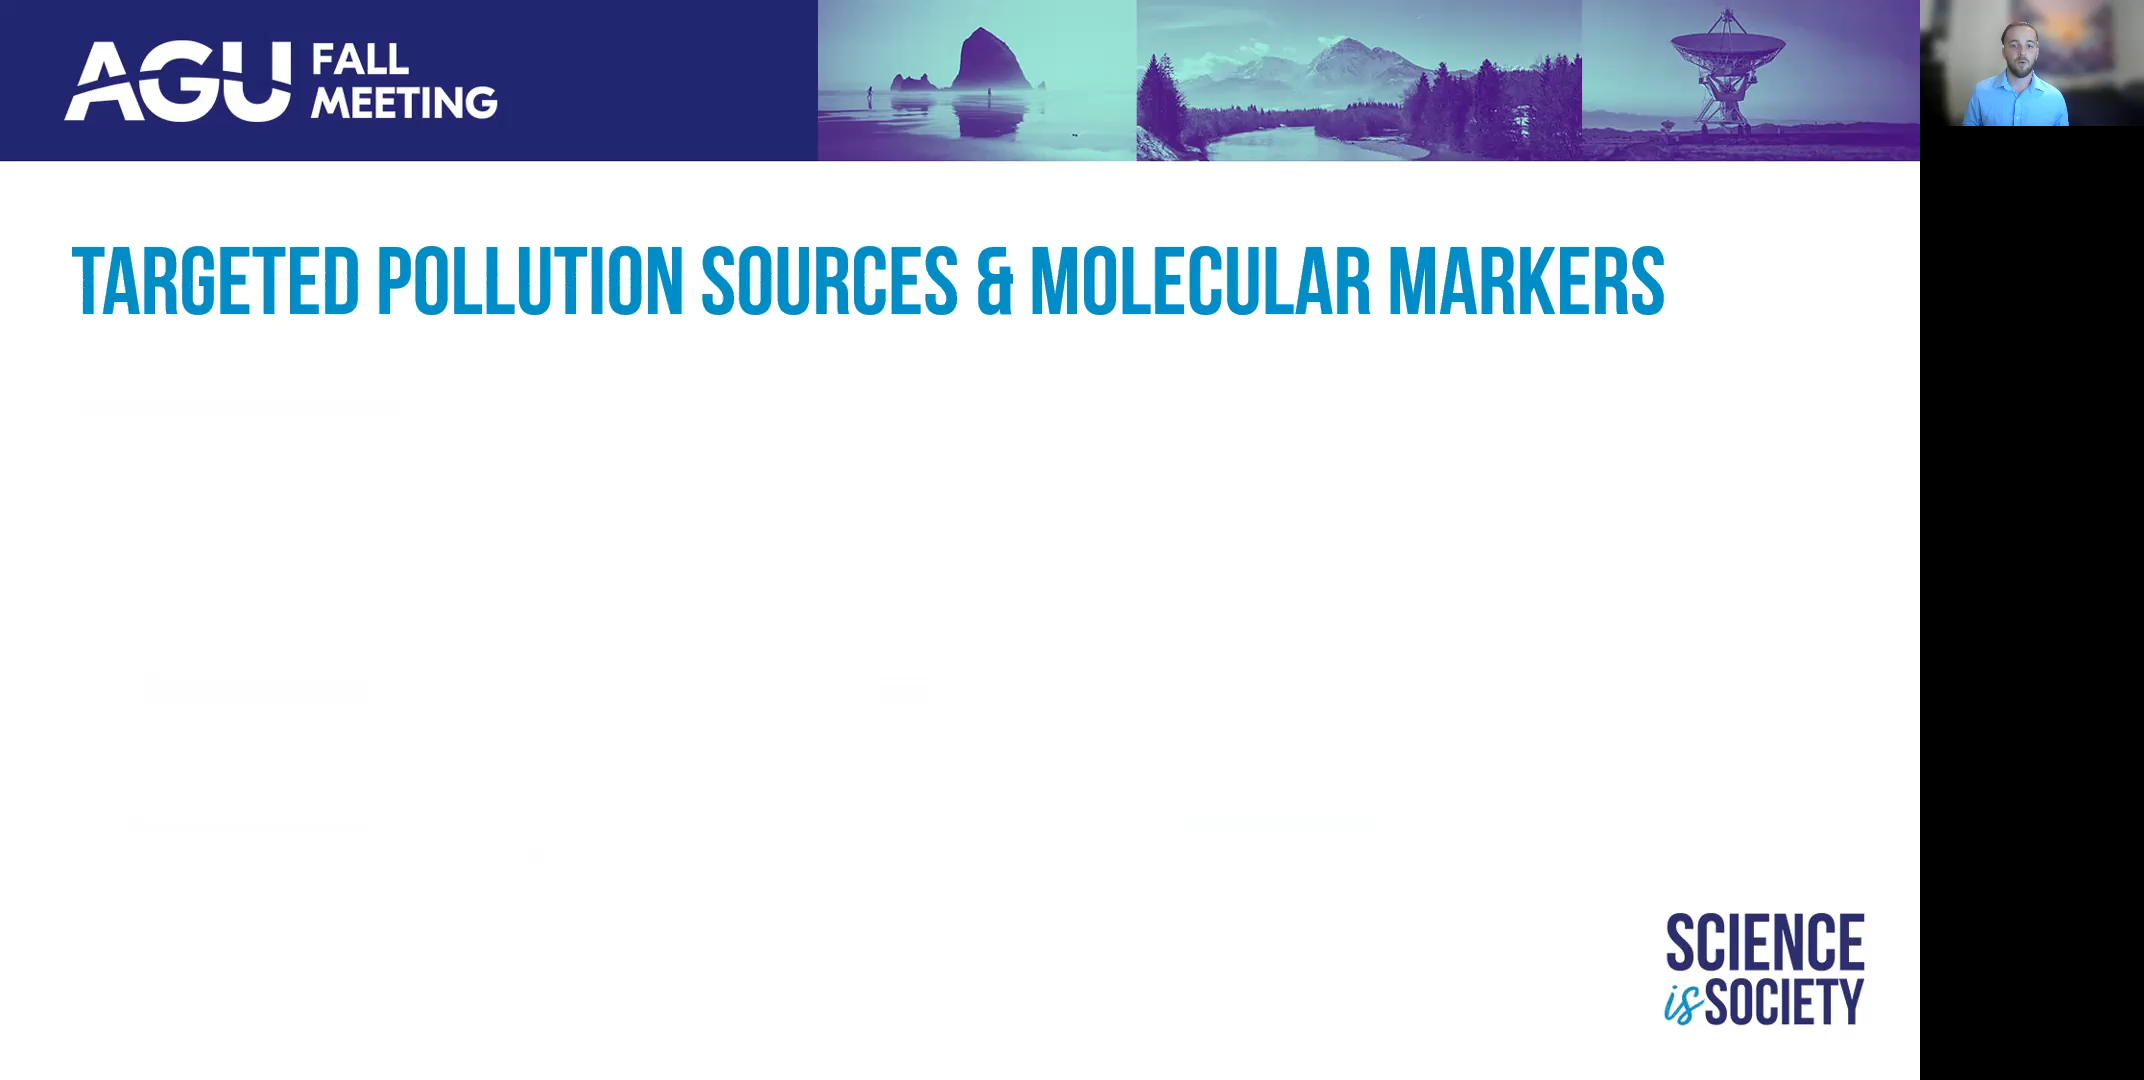 AGU FALL
MEETING
TARGETED POLLUTION SOURCES & MOLECULAR MARKERS
SCIENCE
is SOCIETY